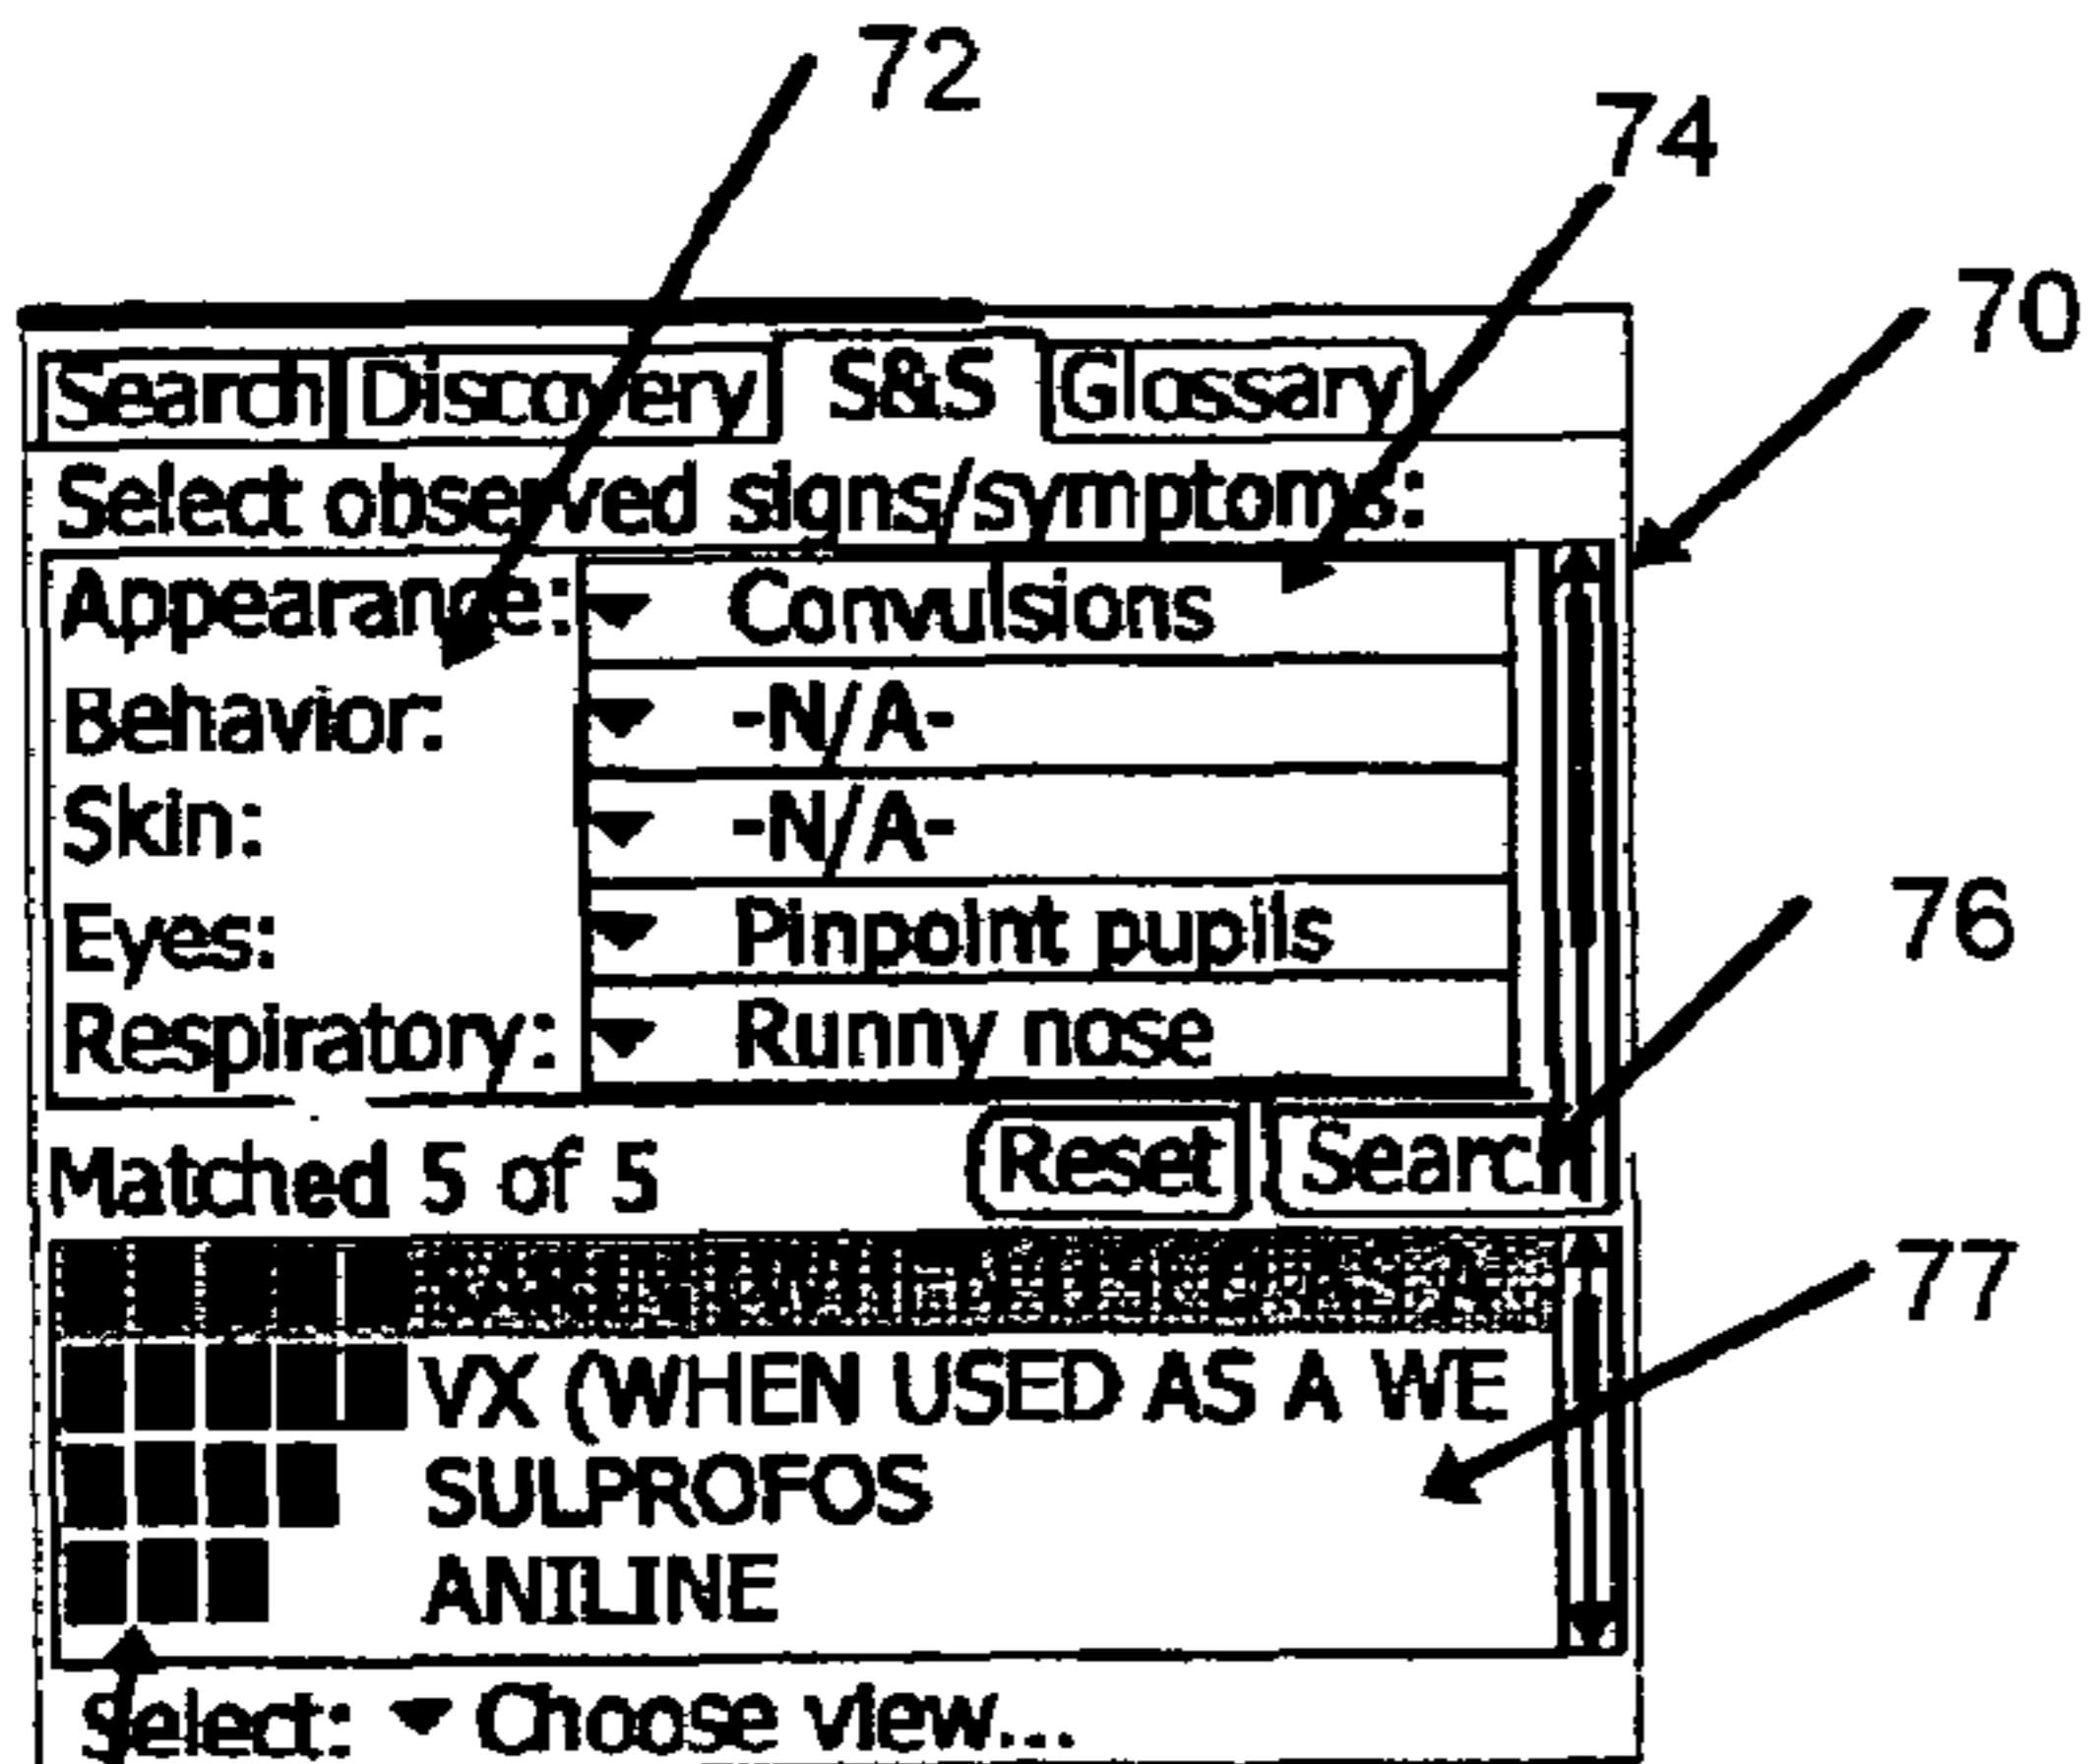 72
74
70
Search Discovery S&S Glossary
Select observed signs/symptoms:
Appearance: Convulsions
Behavior: -N/A-
Skin: -N/A-
Eyes: Pinpoint pupils
Respiratory: Runny nose
76
Matched 5 of 5 Reset Search
77
VX (WHEN USED AS A WE
SULPROFOS
ANILINE
Select: Choose view...